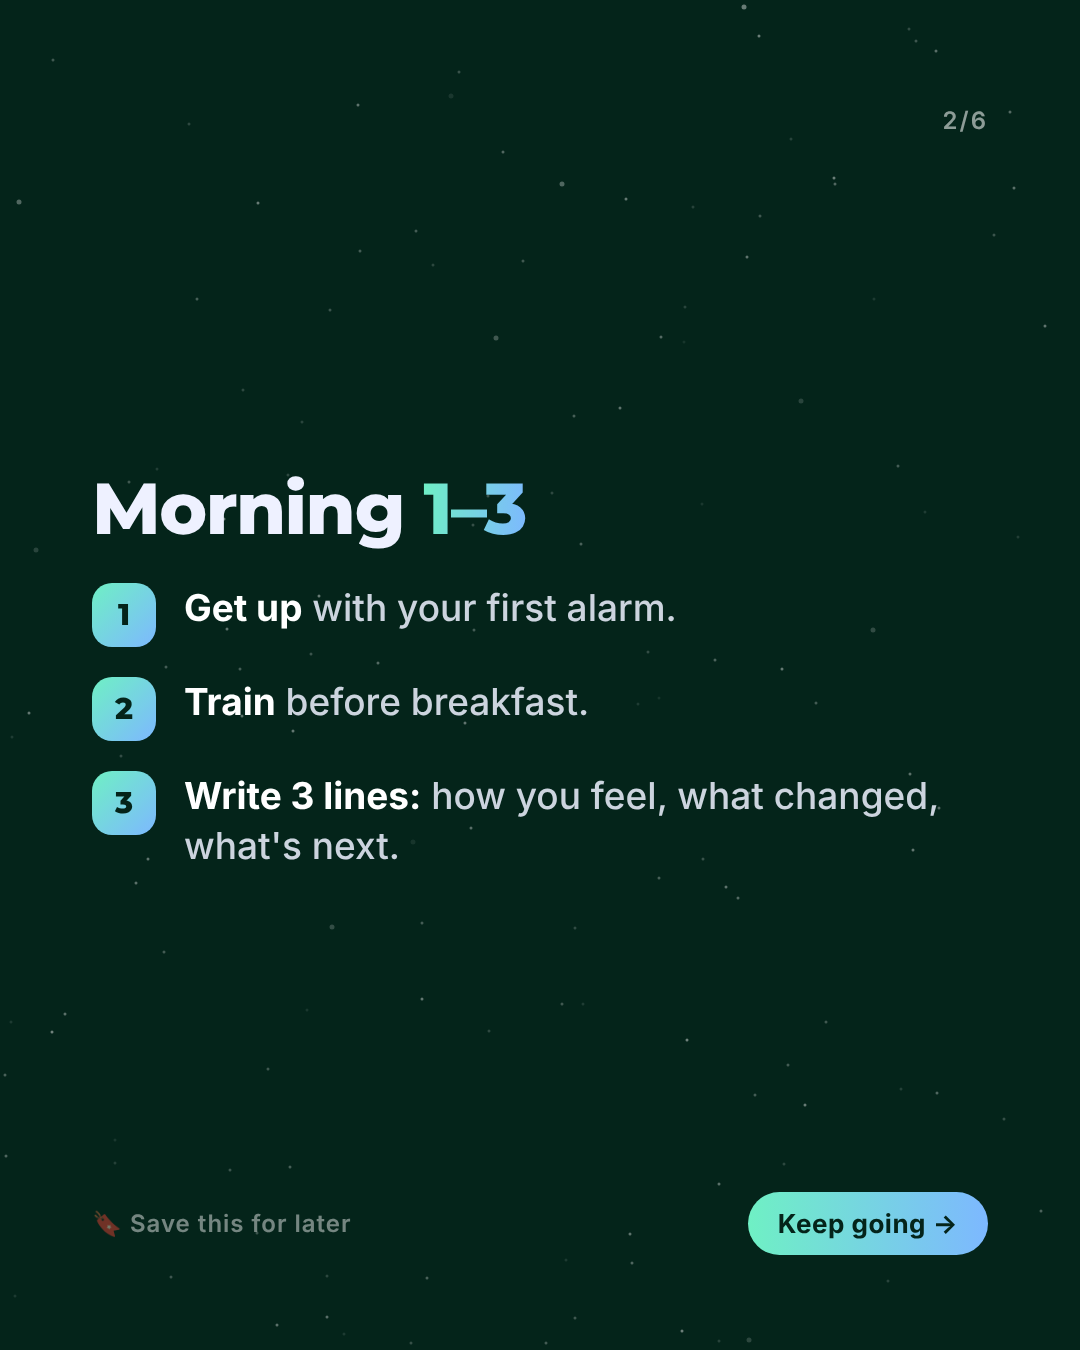 2/6
Morning 1–3
1 Get up with your first alarm.
2 Train before breakfast.
3 Write 3 lines: how you feel, what changed,
what's next.
🔖 Save this for later
Keep going →